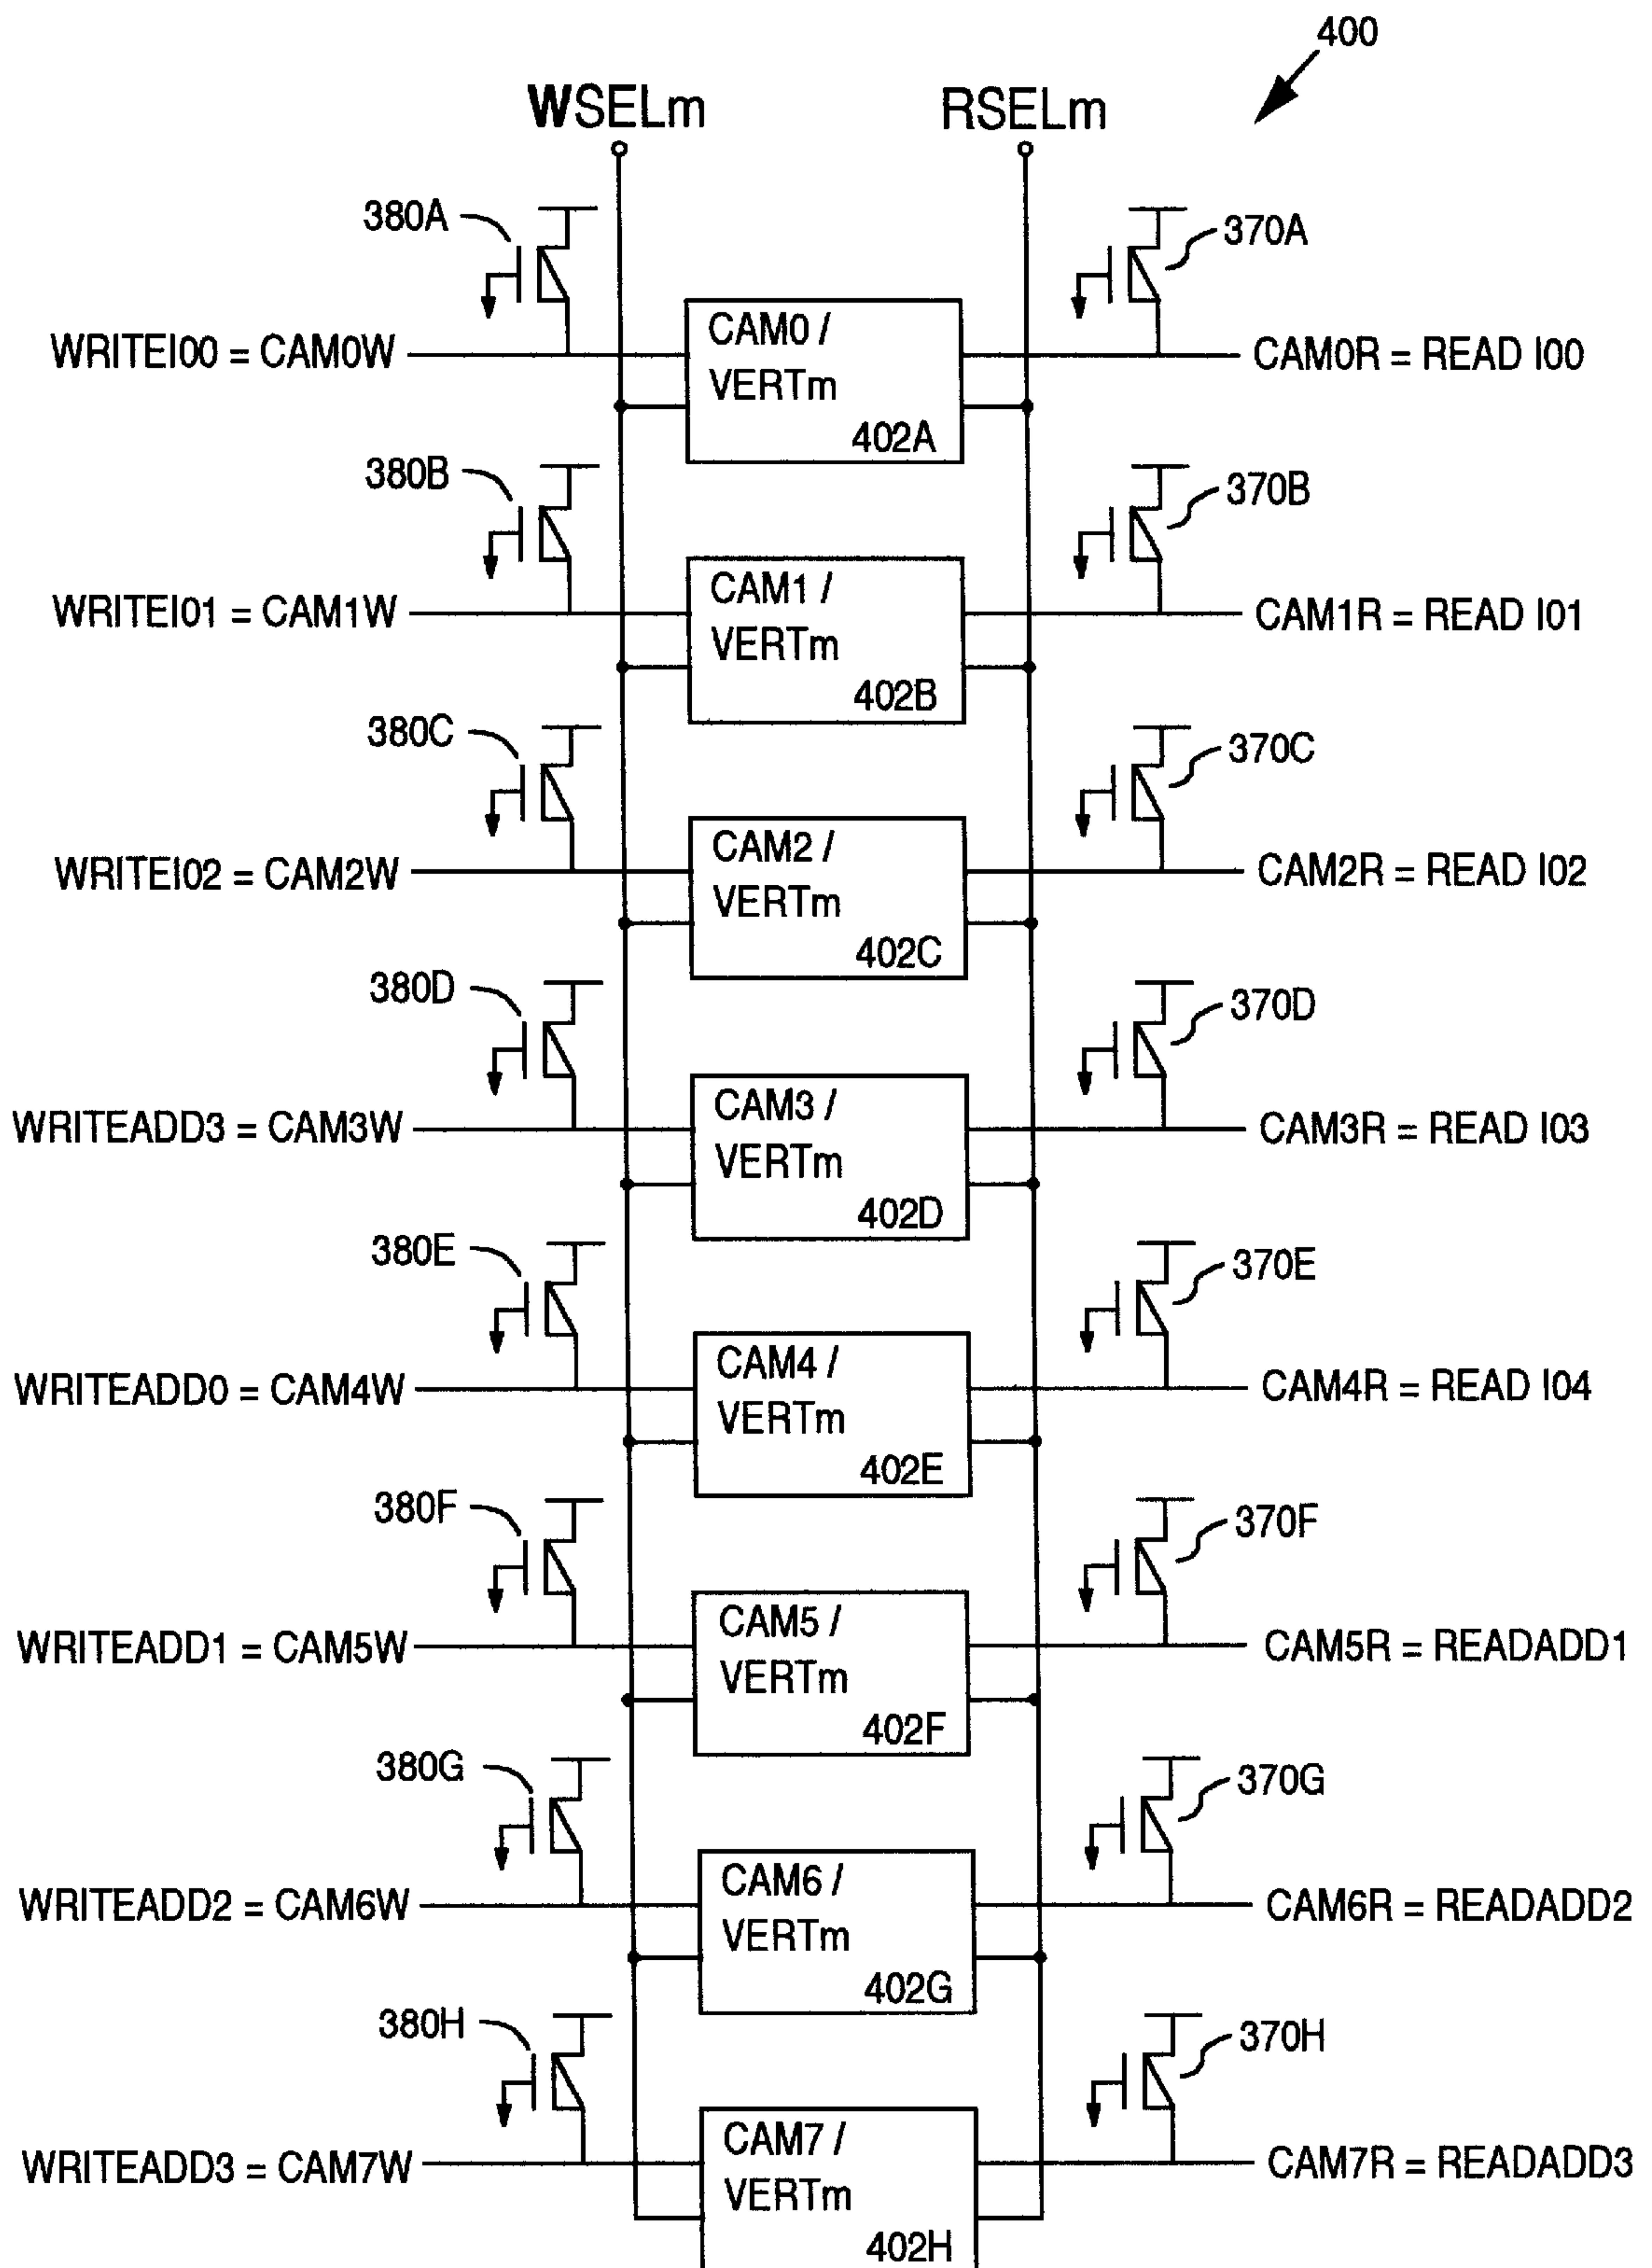 400
WSELm RSELm
380A 370A
WRITEI00 = CAM0W CAM0 / CAM0R = READ I00
VERTm
402A
380B 370B
WRITEI01 = CAM1W CAM1 / CAM1R = READ I01
VERTm
402B
380C 370C
WRITEI02 = CAM2W CAM2 / CAM2R = READ I02
VERTm
402C
380D 370D
WRITEADD3 = CAM3W CAM3 / CAM3R = READ I03
VERTm
402D
380E 370E
WRITEADD0 = CAM4W CAM4 / CAM4R = READ I04
VERTm
402E
380F 370F
WRITEADD1 = CAM5W CAM5 / CAM5R = READADD1
VERTm
402F
380G 370G
WRITEADD2 = CAM6W CAM6 / CAM6R = READADD2
VERTm
402G
380H 370H
WRITEADD3 = CAM7W CAM7 / CAM7R = READADD3
VERTm
402H